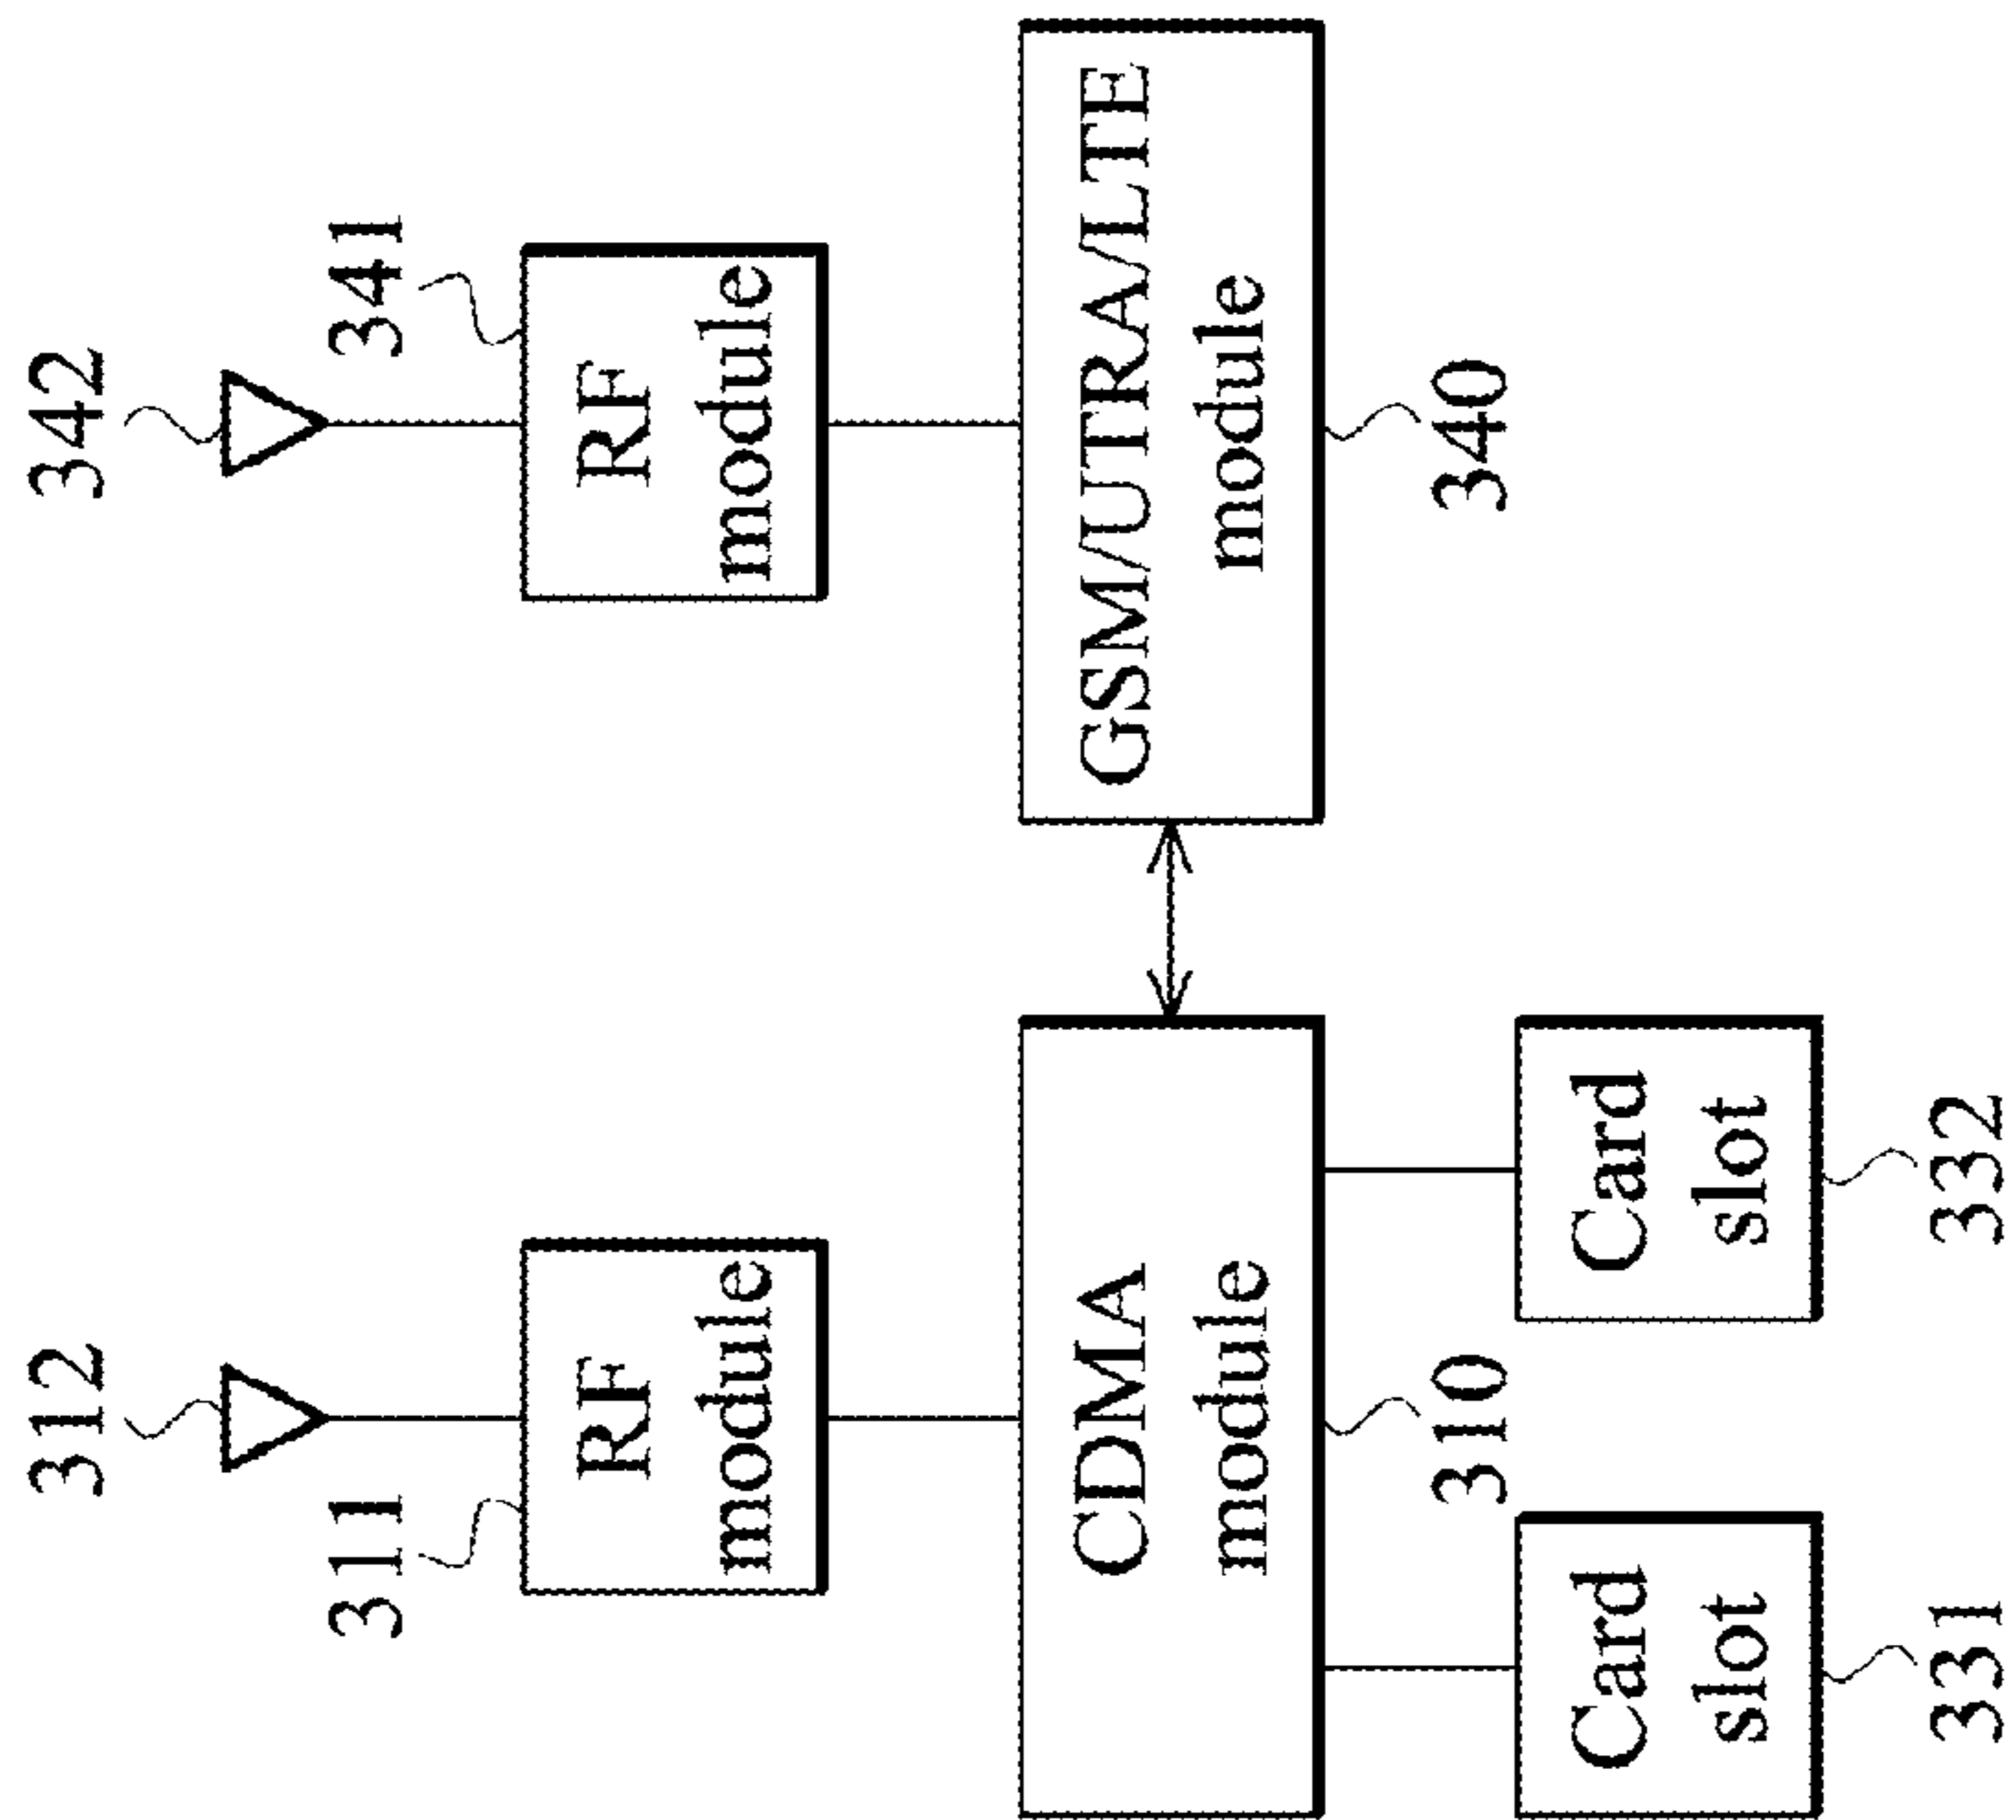 312
342
311
341
RF
module
RF
module
CDMA
module
GSM/UTRA/LTE
module
310
340
Card
slot
Card
slot
331
332